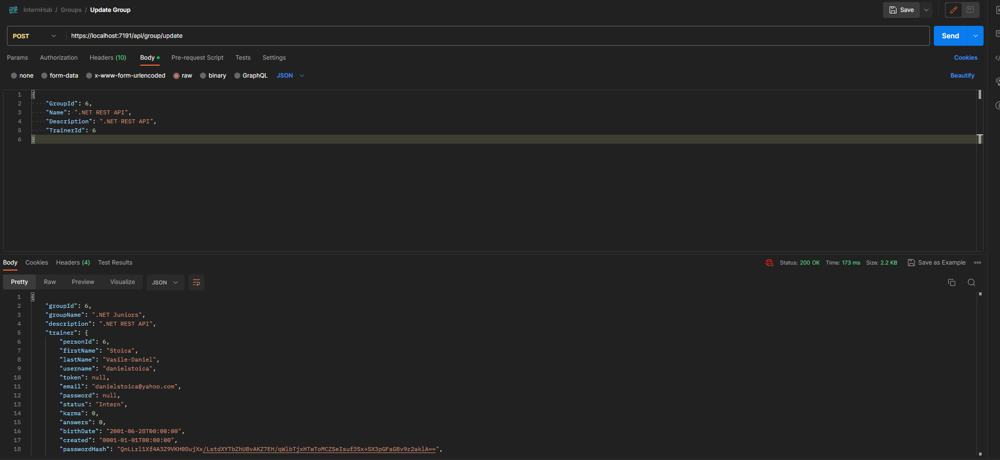 HTTP InternHub / Groups / Update Group Save
POST https://localhost:7191/api/group/update Send
Params Authorization Headers (10) Body Pre-request Script Tests Settings Cookies
none form-data x-www-form-urlencoded raw binary GraphQL JSON Beautify
1 {
2 "GroupId": 6,
3 "Name": ".NET REST API",
4 "Description": ".NET REST API",
5 "TrainerId": 6
6 }
Body Cookies Headers (4) Test Results Status: 200 OK Time: 173 ms Size: 2.2 KB Save as Example
Pretty Raw Preview Visualize JSON
1 {
2 "groupId": 6,
3 "groupName": ".NET Juniors",
4 "description": ".NET REST API",
5 "trainer": {
6 "personId": 6,
7 "firstName": "Stoica",
8 "lastName": "Vasile-Daniel",
9 "username": "danielstoica",
10 "token": null,
11 "email": "danielstoica@yahoo.com",
12 "password": null,
13 "status": "Intern",
14 "karma": 0,
15 "answers": 0,
16 "birthDate": "2001-06-28T00:00:00",
17 "created": "0001-01-01T00:00:00",
18 "passwordHash": "QnLLrl1Xf4A3Z9VKH0DujXx/LstdXYTbZhUBvAKZ7EH/qWlbTjxHTwToMCZSeIsuf3Sx+SX3pGFaGBv9z2aklA==",